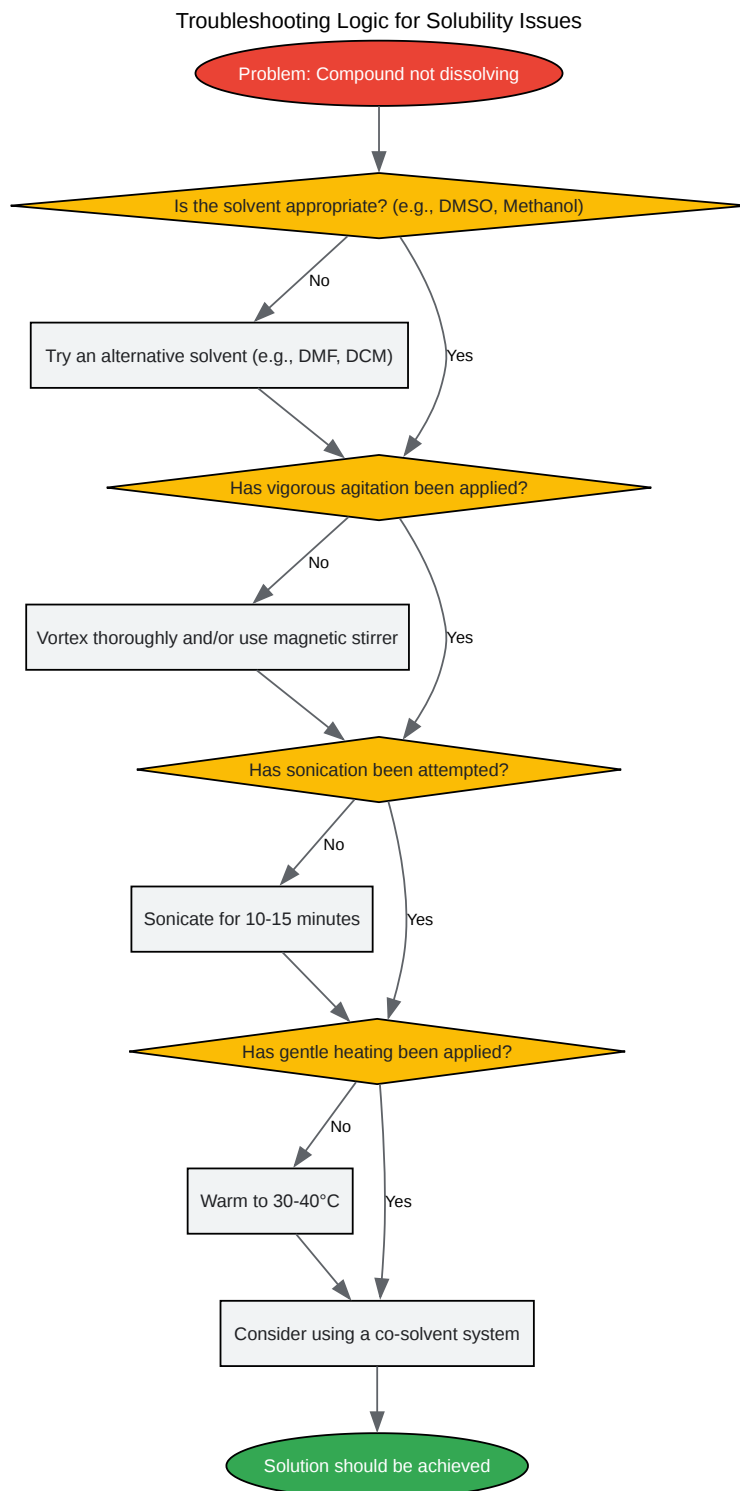 Troubleshooting Logic for Solubility Issues
Problem: Compound not dissolving
Is the solvent appropriate? (e.g., DMSO, Methanol)
No
Try an alternative solvent (e.g., DMF, DCM)
Yes
Has vigorous agitation been applied?
No
Vortex thoroughly and/or use magnetic stirrer
Yes
Has sonication been attempted?
No
Sonicate for 10-15 minutes
Yes
Has gentle heating been applied?
No
Warm to 30-40°C
Yes
Consider using a co-solvent system
Solution should be achieved